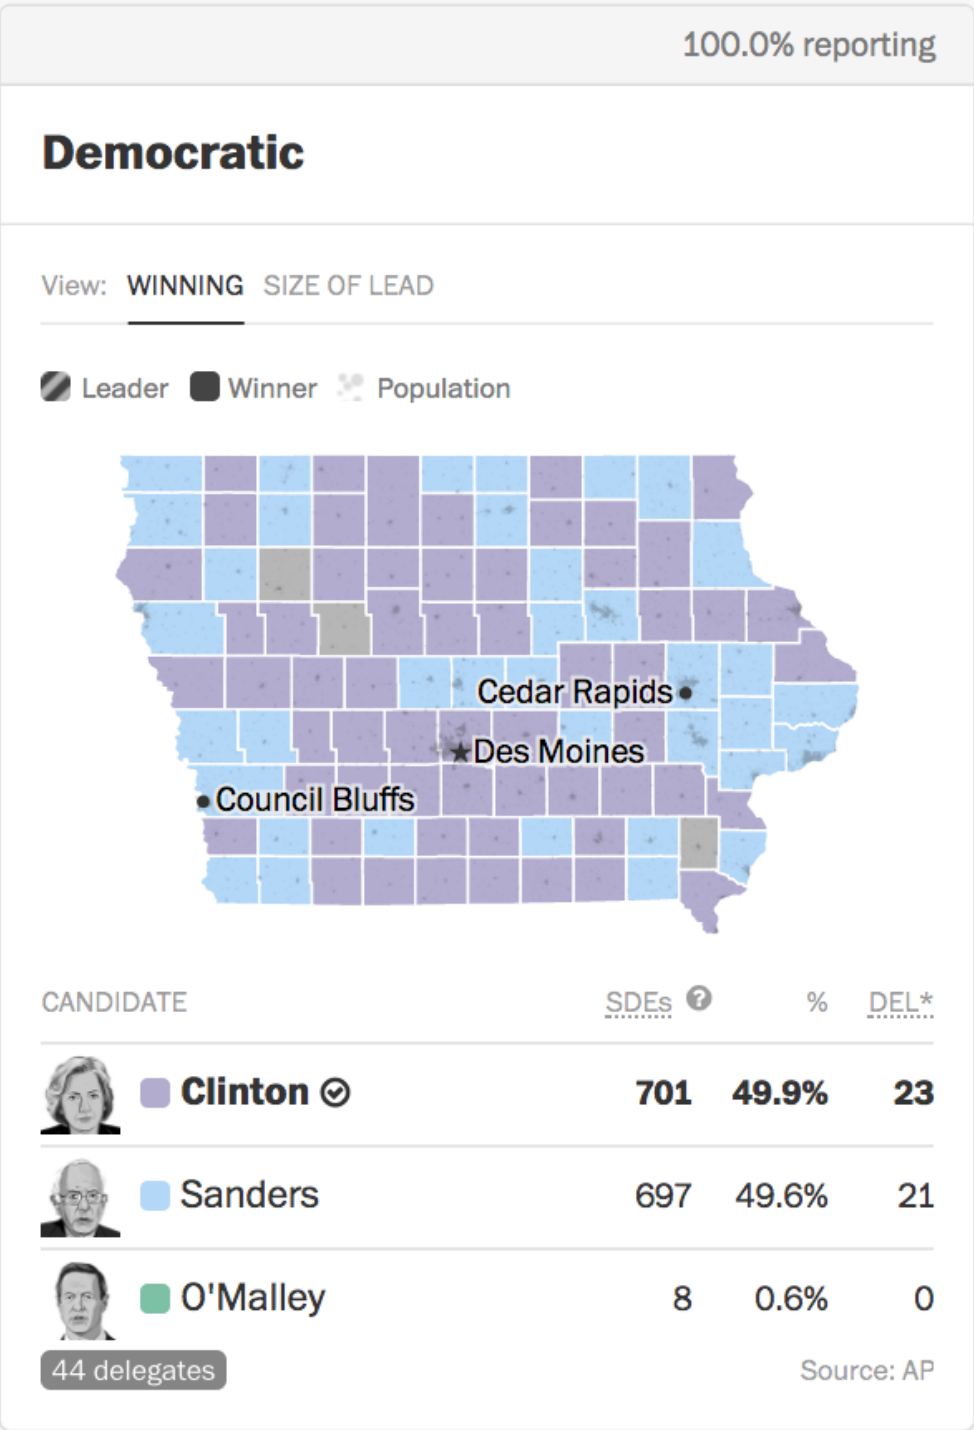 100.0% reporting
Democratic
View: WINNING SIZE OF LEAD
Leader Winner Population
Cedar Rapids
Des Moines
Council Bluffs
CANDIDATE SDEs ? % DEL*
Clinton 701 49.9% 23
Sanders 697 49.6% 21
O'Malley 8 0.6% 0
44 delegates Source: AP